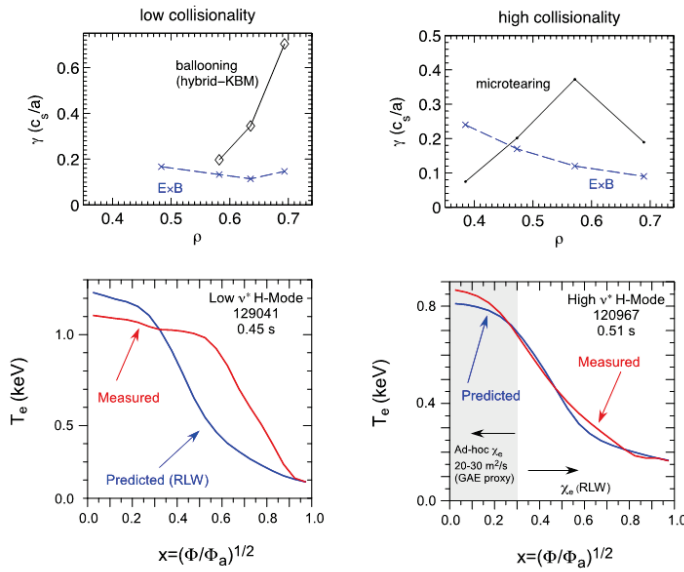 low collisionality
ballooning
(hybrid-KBM)
E×B
γ (c_s/a)
0.6
0.4
0.2
0
0.4
0.5
0.6
0.7
ρ
high collisionality
microtearing
E×B
γ (c_s/a)
0.5
0.4
0.3
0.2
0.1
0
0.4
0.5
0.6
0.7
ρ
Low ν* H-Mode
129041
0.45 s
Measured
Predicted (RLW)
T_e (keV)
1.0
0.5
0.0
0.0
0.2
0.4
0.6
0.8
1.0
x=(Φ/Φ_a)^1/2
High ν* H-Mode
120967
0.51 s
Measured
Predicted
Ad-hoc χ_e
20-30 m²/s
(GAE proxy)
χ_e (RLW)
T_e (keV)
0.8
0.4
0.0
0.0
0.2
0.4
0.6
0.8
1.0
x=(Φ/Φ_a)^1/2